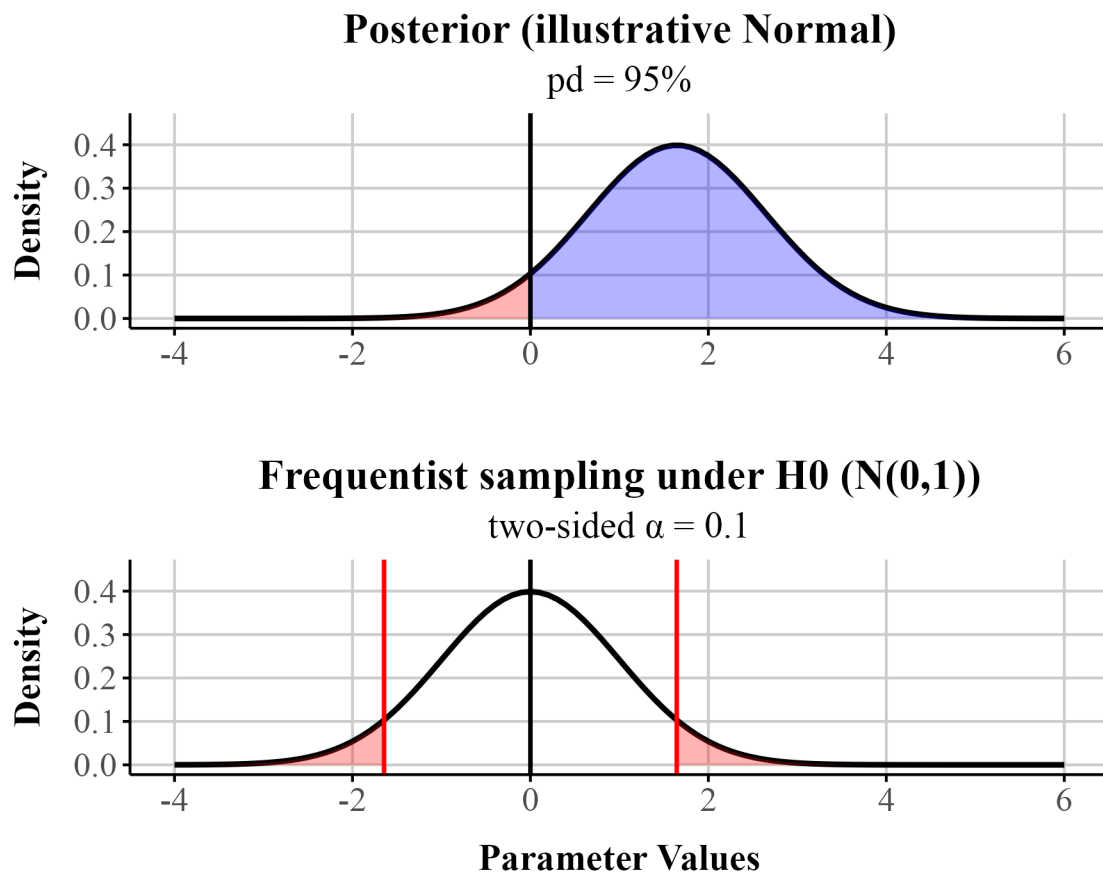 Posterior (illustrative Normal)
pd = 95%
Density
0.4
0.3
0.2
0.1
0.0
-4 -2 0 2 4 6
Frequentist sampling under H0 (N(0,1))
two-sided α = 0.1
Density
0.4
0.3
0.2
0.1
0.0
-4 -2 0 2 4 6
Parameter Values